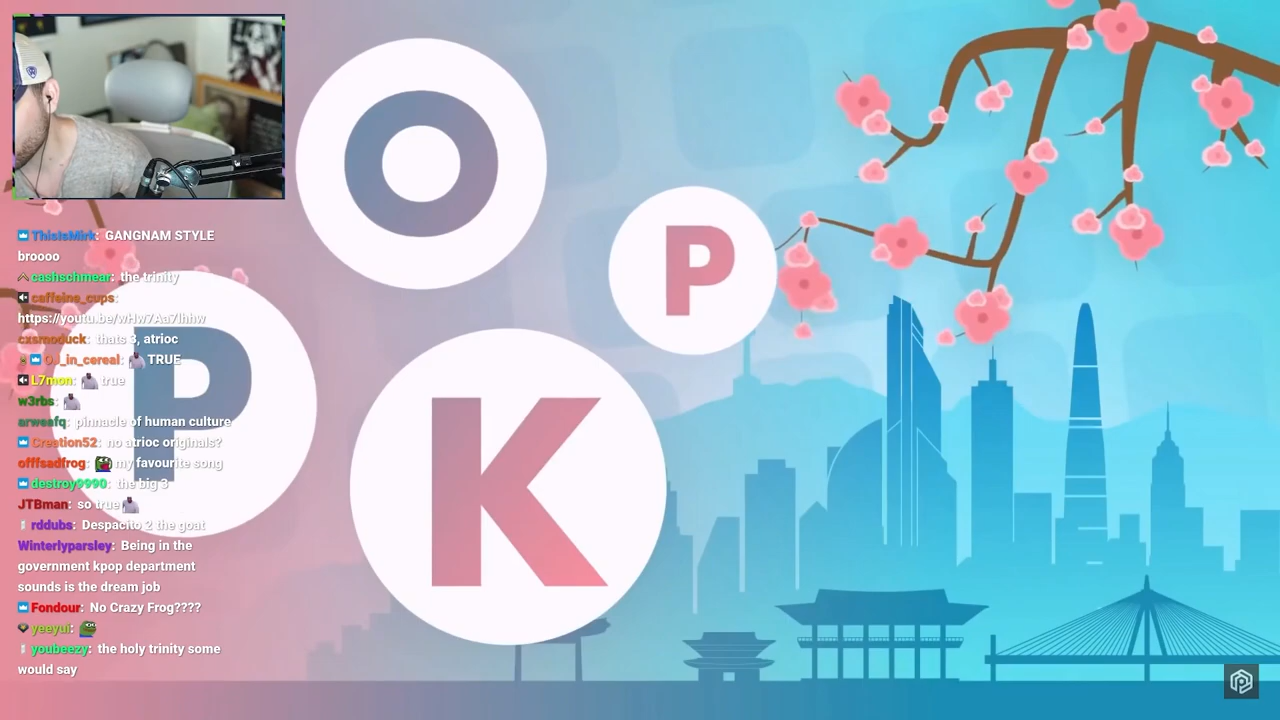 O
P
P
K
ThisIsMirk: GANGNAM STYLE
broooo
cashschmear: the trinity
caffeine_cups:
https://youtu.be/wHw7Aa7lhhw
cxsmoduck: thats 3, atrioc
OJ_in_cereal: TRUE
L7mon: true
w3rbs:
arweafq: pinnacle of human culture
Creation52: no atrioc originals?
offfsadfrog: my favourite song
destroy9990: the big 3
JTBman: so true
rddubs: Despacito 2 the goat
Winterlyparsley: Being in the
government kpop department
sounds is the dream job
Fondour: No Crazy Frog????
yeeyui:
youbeezy: the holy trinity some
would say